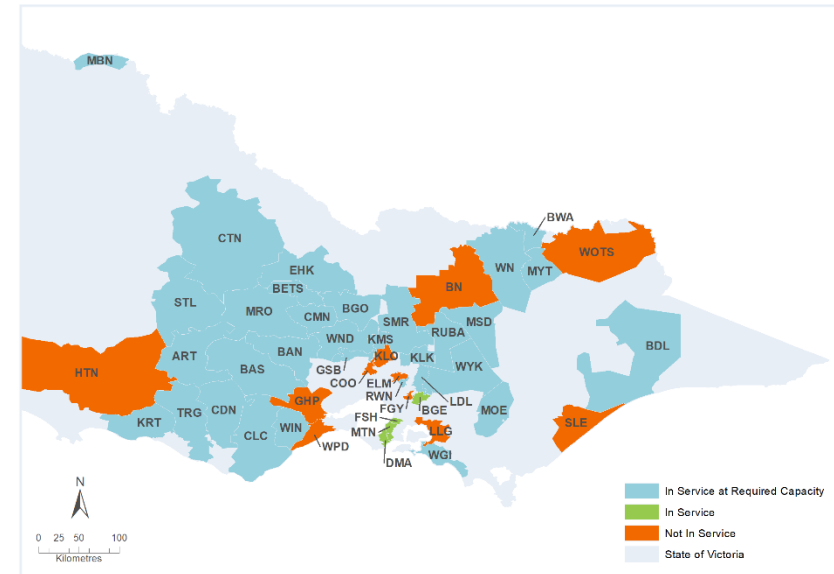 MBN
BWA
CTN
WOTS
EHK
WN
MYT
BETS
BN
STL
MRO
BGO
CMN
SMR
MSD
RUBA
WND
KMS
BDL
ART
BAN
KLO
KLK
WYK
BAS
GSB
HTN
COO
ELM
RWN
LDL
GHP
FGY
BGE
CDN
MOE
TRG
FSH
KRT
WIN
MTN
LLG
SLE
CLC
WPD
WGI
DMA
N
In Service at Required Capacity
In Service
Not In Service
State of Victoria
0 25 50 100
Kilometres